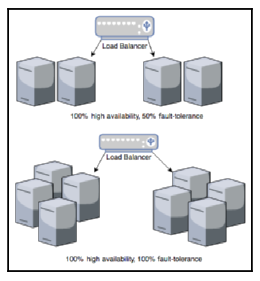 Load Balancer
100% high availability, 50% fault-tolerance
Load Balancer
100% high availability, 100% fault-tolerance